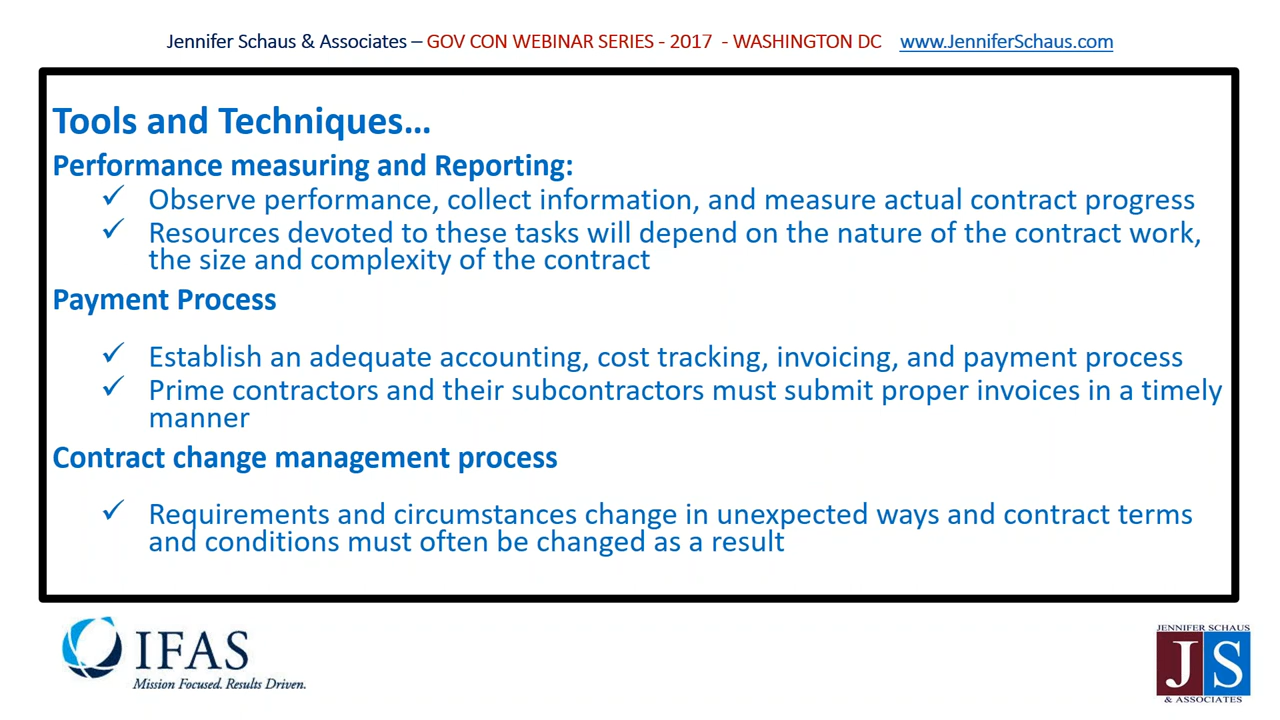 Jennifer Schaus & Associates – GOV CON WEBINAR SERIES - 2017 - WASHINGTON DC www.JenniferSchaus.com
Tools and Techniques…
Performance measuring and Reporting:
✓ Observe performance, collect information, and measure actual contract progress
✓ Resources devoted to these tasks will depend on the nature of the contract work,
the size and complexity of the contract
Payment Process
✓ Establish an adequate accounting, cost tracking, invoicing, and payment process
✓ Prime contractors and their subcontractors must submit proper invoices in a timely
manner
Contract change management process
✓ Requirements and circumstances change in unexpected ways and contract terms
and conditions must often be changed as a result
IFAS
Mission Focused. Results Driven.
JENNIFER SCHAUS
JS
& ASSOCIATES